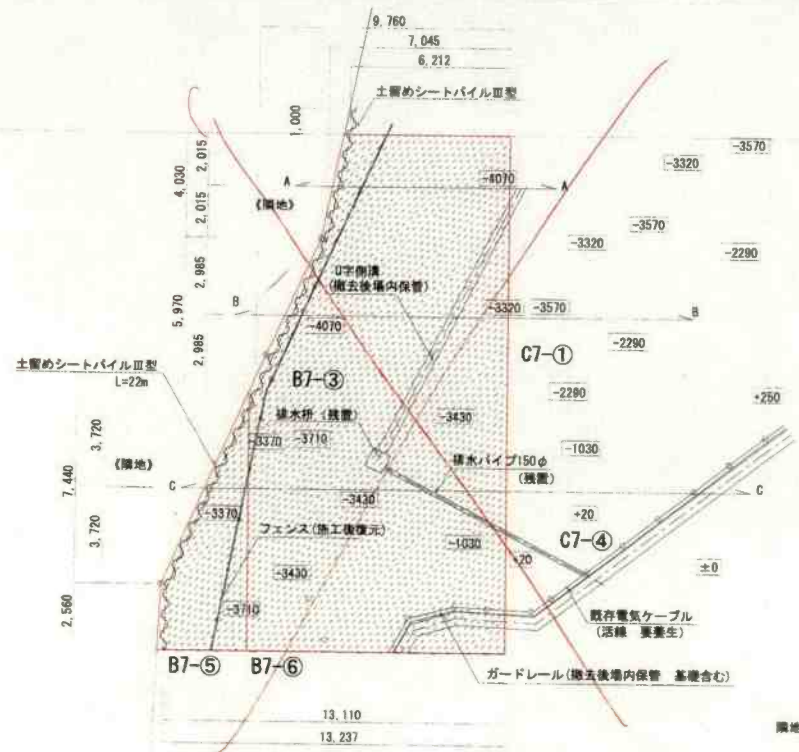 9,760
7,045
6,212
土留めシートパイルⅢ型
1,000
2,015
4,030
2,015
A
-4070
A
《隣地》
-3570
-3320
-3570
-3320
-2290
2,985
5,970
2,985
U字側溝
(撤去後場内保管)
B
-4070
-3320
-3570
B
-2290
C7-①
土留めシートパイルⅢ型
L=22m
B7-③
-2290
+250
3,720
7,440
3,720
排水桝(残置)
-3430
-3370
-3710
-1030
《隣地》
排水パイプ150φ
(残置)
C
-3430
C
-3370
+20
フェンス(施工後復元)
-1030
C7-④
-3430
+20
±0
2,560
-3710
既存電気ケーブル
(活線 要養生)
B7-⑤
B7-⑥
ガードレール(撤去後場内保管 基礎含む)
13,110
13,237
隣地